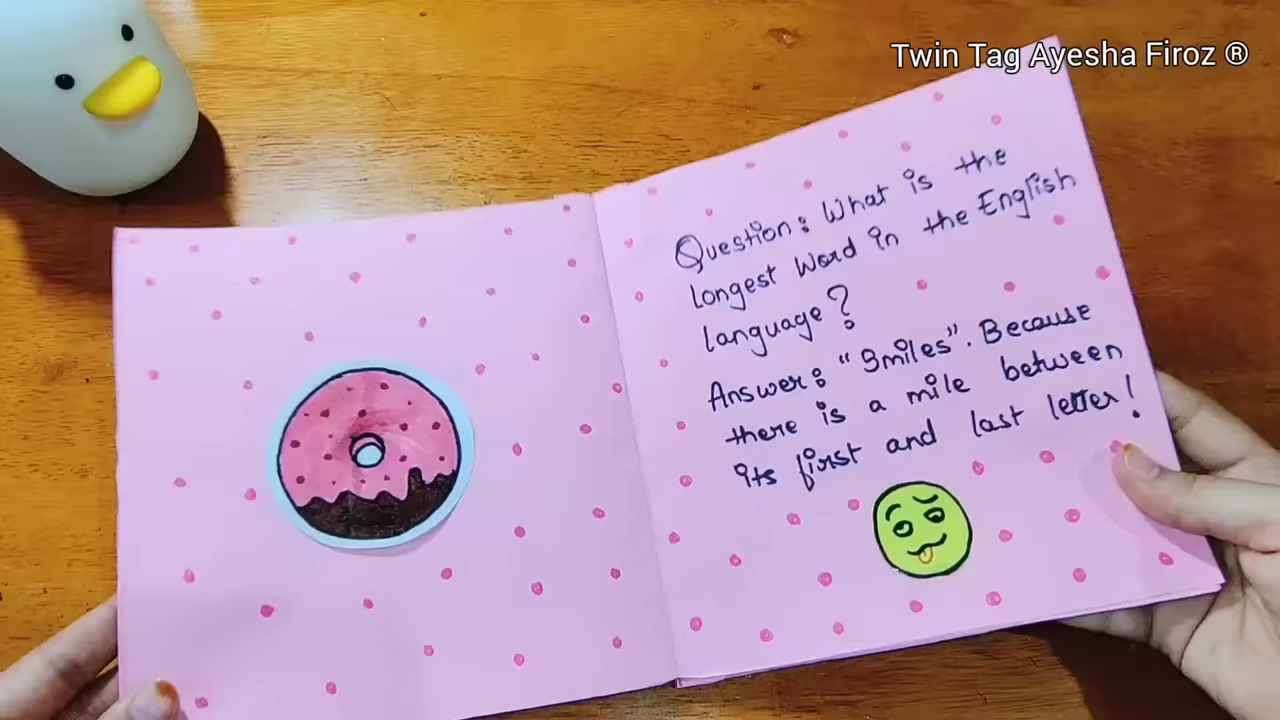 Twin Tag Ayesha Firoz ®
Question: What is the
longest word in the English
language?
Answer: "Smiles". Because
there is a mile between
its first and last letter!